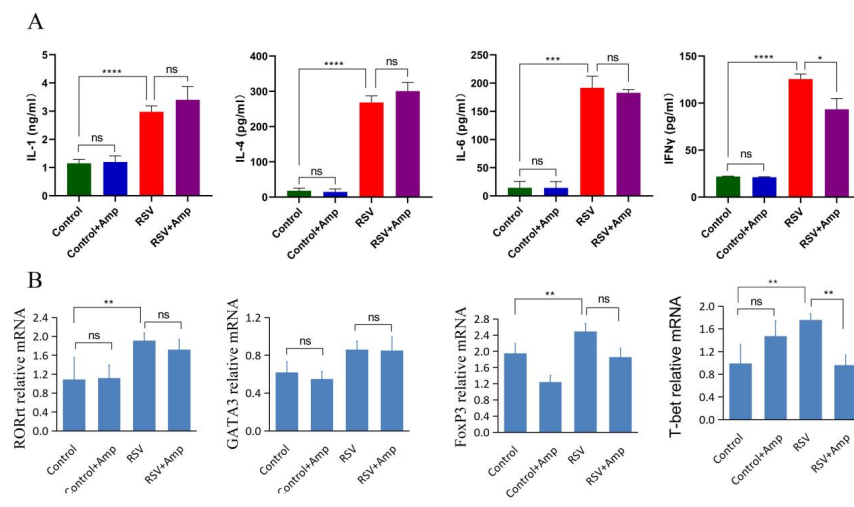 A
IL-1 (ng/ml)
5
4
3
2
1
0
****
ns
ns
Control
Control+Amp
RSV
RSV+Amp
IL-4 (pg/ml)
400
300
200
100
0
****
ns
ns
Control
Control+Amp
RSV
RSV+Amp
IL-6 (pg/ml)
250
200
150
100
50
0
***
ns
ns
Control
Control+Amp
RSV
RSV+Amp
IFNγ (pg/ml)
150
100
50
0
****
*
ns
Control
Control+Amp
RSV
RSV+Amp
B
RORrt relative mRNA
2.4
2.0
1.6
1.2
0.8
0.4
0.0
**
ns
ns
Control
Control+Amp
RSV
RSV+Amp
GATA3 relative mRNA
1.2
0.8
0.4
0.0
ns
ns
Control
Control+Amp
RSV
RSV+Amp
FoxP3 relative mRNA
2.8
2.4
2.0
1.6
1.2
0.8
0.4
0.0
**
ns
Control
Control+Amp
RSV
RSV+Amp
T-bet relative mRNA
2.0
1.6
1.2
0.8
0.4
0.0
**
ns
**
Control
Control+Amp
RSV
RSV+Amp